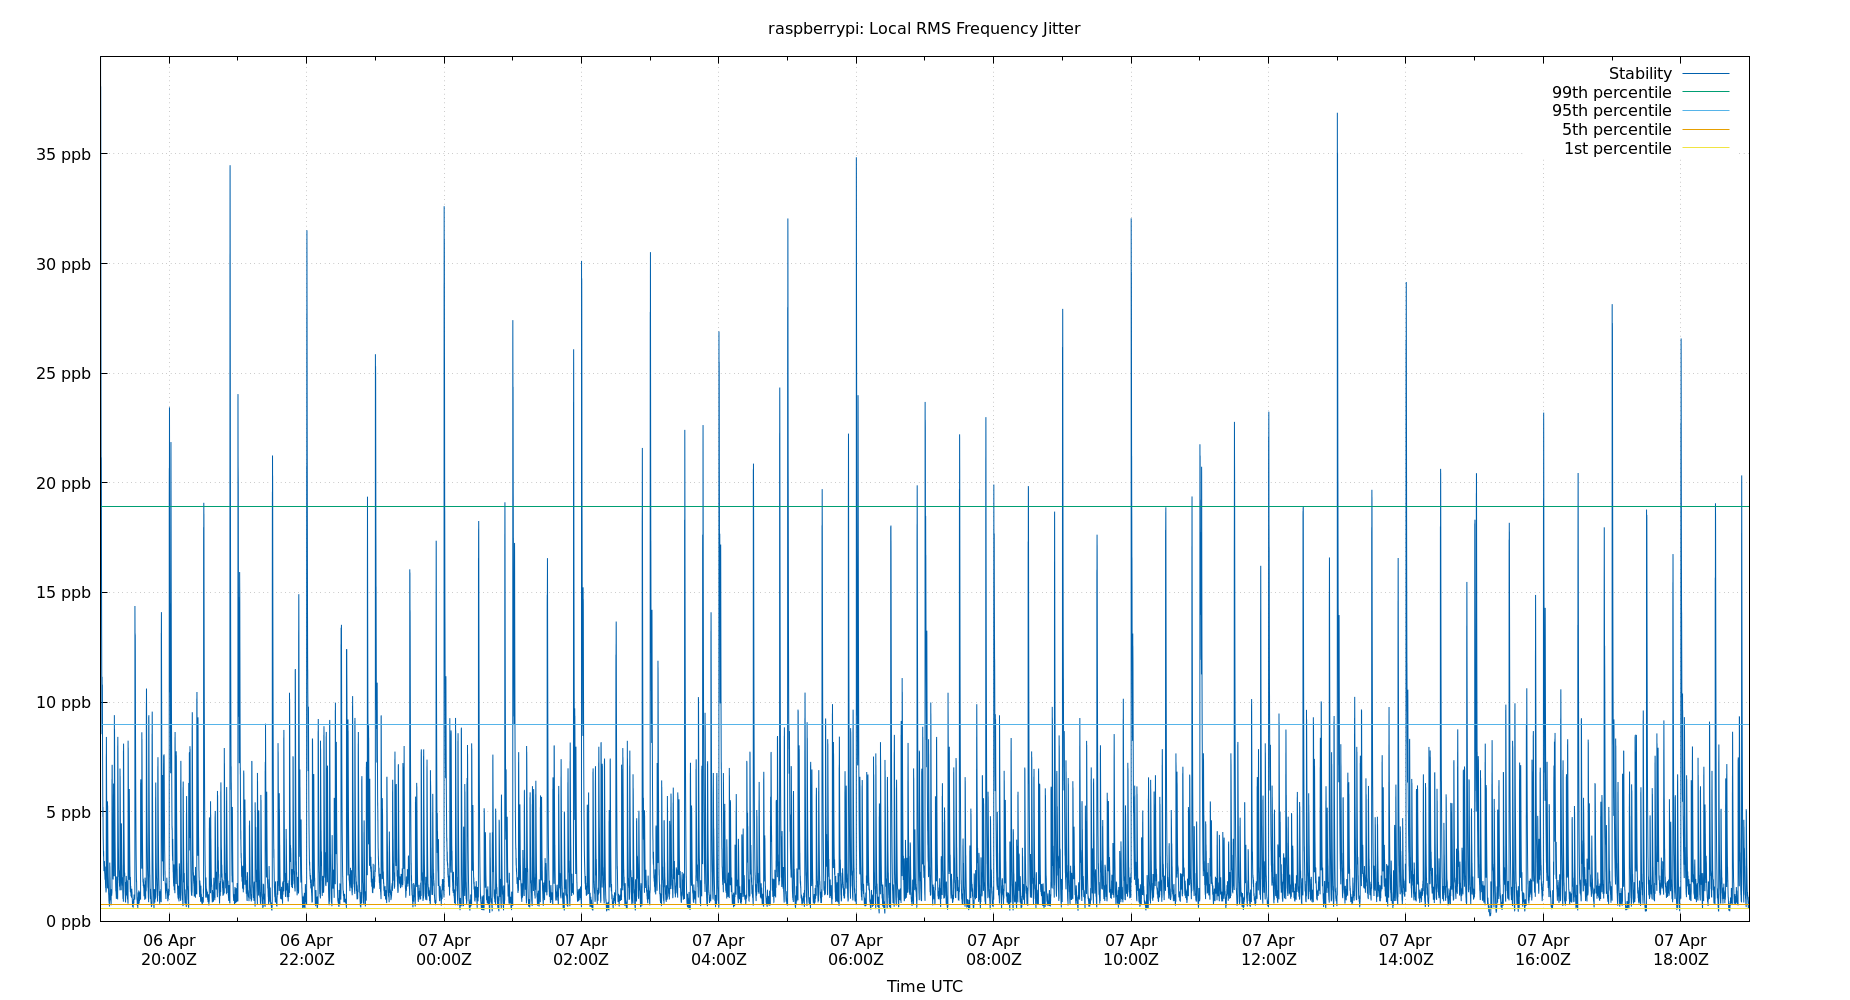 raspberrypi: Local RMS Frequency Jitter
Stability
99th percentile
95th percentile
5th percentile
1st percentile
35 ppb
30 ppb
25 ppb
20 ppb
15 ppb
10 ppb
5 ppb
0 ppb
06 Apr 06 Apr 07 Apr 07 Apr 07 Apr 07 Apr 07 Apr 07 Apr 07 Apr 07 Apr 07 Apr 07 Apr
20:00Z 22:00Z 00:00Z 02:00Z 04:00Z 06:00Z 08:00Z 10:00Z 12:00Z 14:00Z 16:00Z 18:00Z
Time UTC